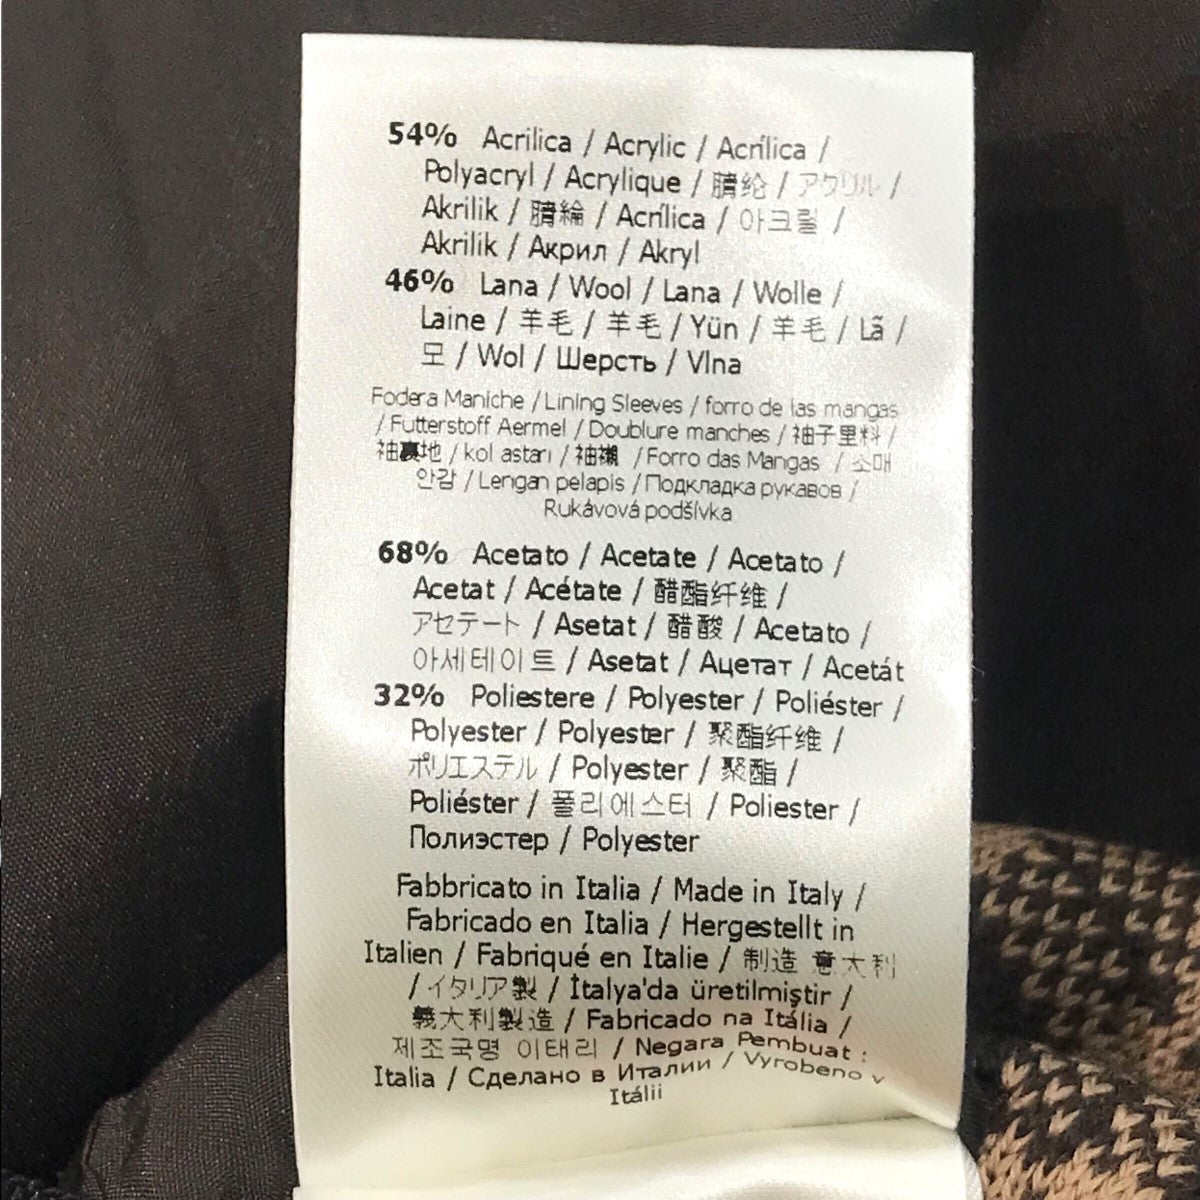 54% Acrilica / Acrylic / Acrílica /
Polyacryl / Acrylique / 腈纶 / アクリル /
Akrilik / 腈綸 / Acrílica / 아크릴 /
Akrilik / Акрил / Akryl
46% Lana / Wool / Lana / Wolle /
Laine / 羊毛 / 羊毛 / Yün / 羊毛 / Lã /
모 / Wol / Шерсть / Vlna
Fodera Maniche / Lining Sleeves / forro de las mangas
/ Futterstoff Aermel / Doublure manches / 袖子里料 /
袖裏地 / kol astarı / 袖襯 / Forro das Mangas / 소매
안감 / Lengan pelapis / Подкладка рукавов /
Rukávová podšívka
68% Acetato / Acetate / Acetato /
Acetat / Acétate / 醋酯纤维 /
アセテート / Asetat / 醋酸 / Acetato /
아세테이트 / Asetat / Ацетат / Acetát
32% Poliestere / Polyester / Poliéster /
Polyester / Polyester / 聚酯纤维 /
ポリエステル / Polyester / 聚酯 /
Poliéster / 폴리에스터 / Poliester /
Полиэстер / Polyester
Fabbricato in Italia / Made in Italy /
Fabricado en Italia / Hergestellt in
Italien / Fabriqué en Italie / 制造 意大利
/ イタリア製 / İtalya'da üretilmiştir /
義大利製造 / Fabricado na Itália /
제조국명 이태리 / Negara Pembuat :
Italia / Сделано в Италии / Vyrobeno v
Itálii